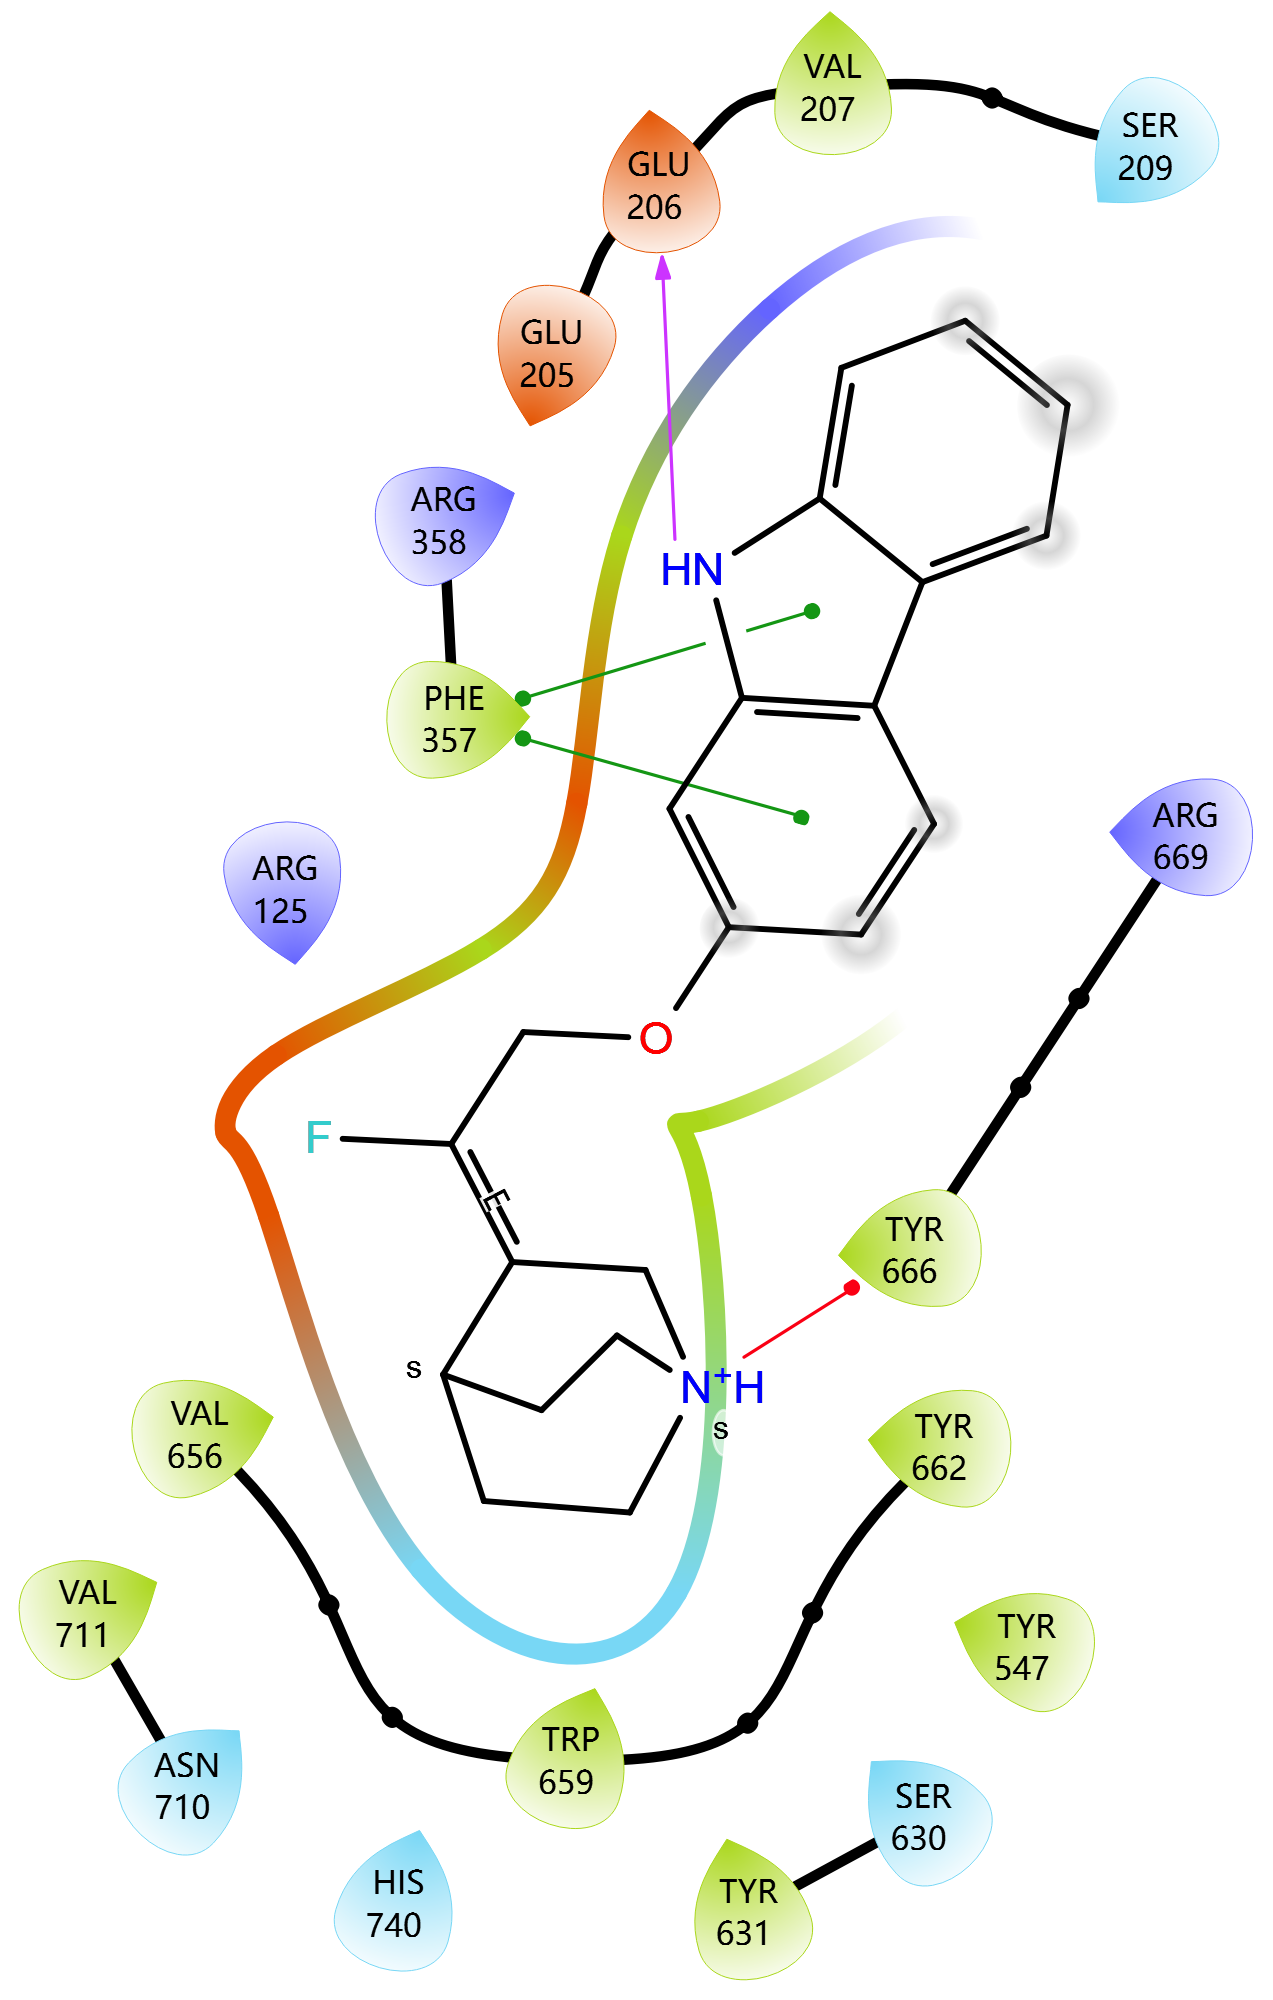 VAL
207
SER
209
GLU
206
GLU
205
ARG
358
HN
PHE
357
ARG
669
ARG
125
O
F
E
TYR
666
S
N⁺H
S
VAL
656
TYR
662
VAL
711
TYR
547
TRP
659
ASN
710
SER
630
HIS
740
TYR
631